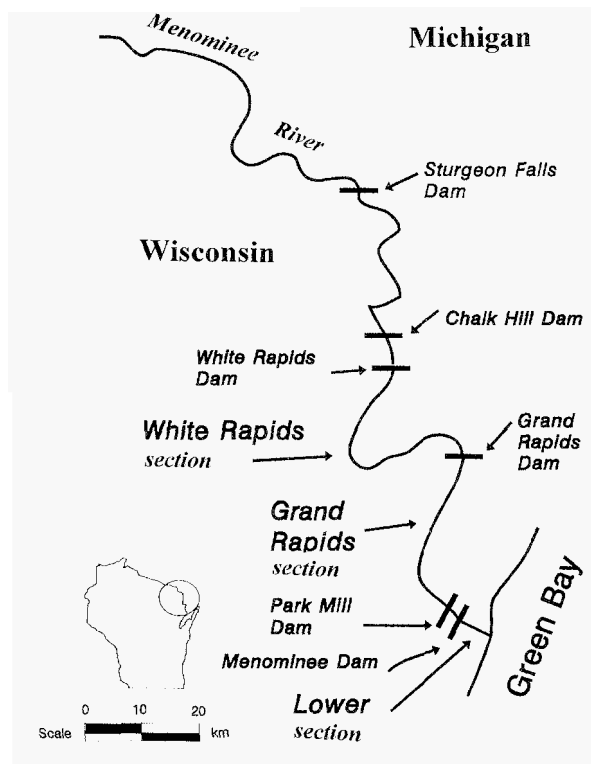 Michigan
Menominee
River
Sturgeon Falls
Dam
Wisconsin
Chalk Hill Dam
White Rapids
Dam
White Rapids
section
Grand
Rapids
Dam
Grand
Rapids
section
Green Bay
Park Mill
Dam
Menominee Dam
Lower
section
0 10 20
Scale km